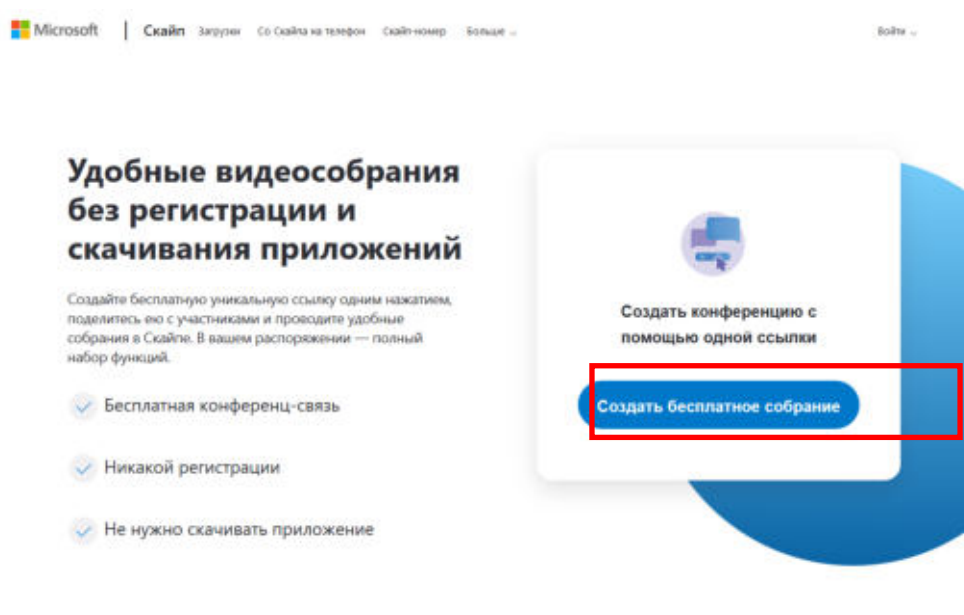 Microsoft | Скайп Загрузки Со Скайпа на телефон Скайп-номер Больше Войти
Удобные видеособрания
без регистрации и
скачивания приложений
Создайте бесплатную уникальную ссылку одним нажатием,
поделитесь ею с участниками и проводите удобные
собрания в Скайпе. В вашем распоряжении — полный
набор функций.
Бесплатная конференц-связь
Никакой регистрации
Не нужно скачивать приложение
Создать конференцию с
помощью одной ссылки
Создать бесплатное собрание